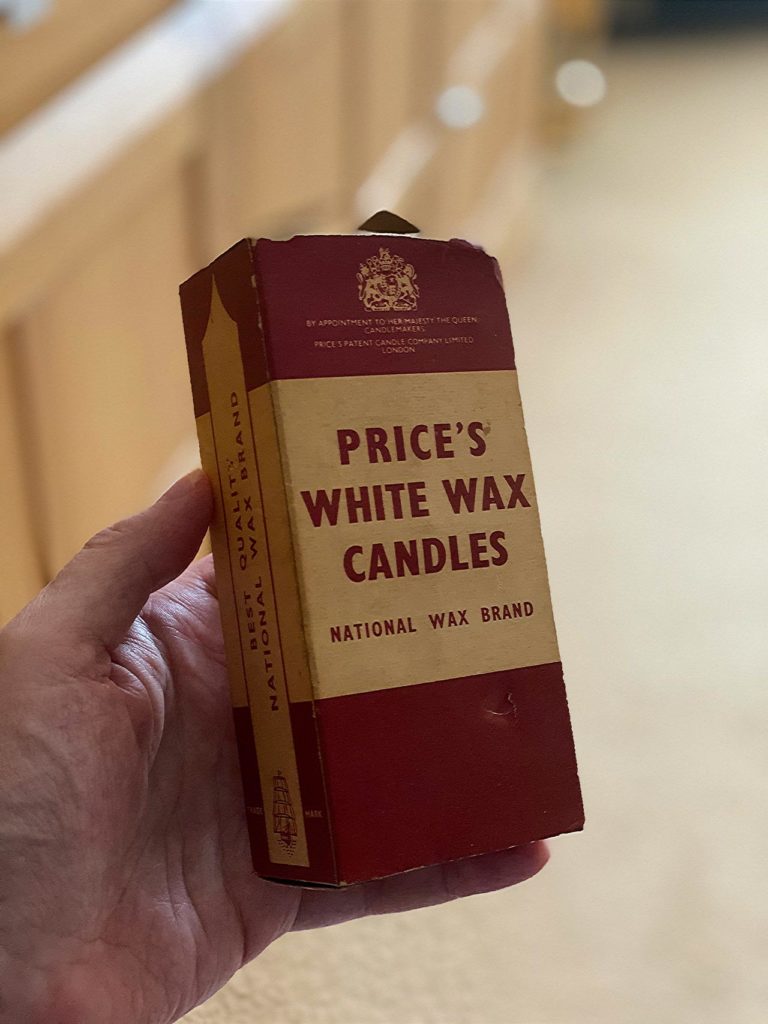 BY APPOINTMENT TO HER MAJESTY THE QUEEN
CANDLEMAKERS
PRICE'S PATENT CANDLE COMPANY LIMITED
LONDON
PRICE'S
WHITE WAX
CANDLES
NATIONAL WAX BRAND
BEST QUALITY
NATIONAL WAX BRAND
TRADE MARK